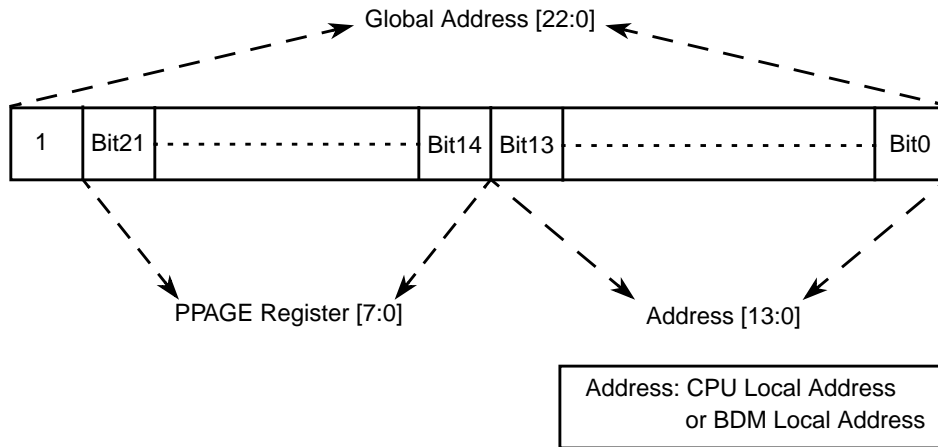 Global Address [22:0]
1
Bit21
Bit14
Bit13
Bit0
PPAGE Register [7:0]
Address [13:0]
Address: CPU Local Address
or BDM Local Address